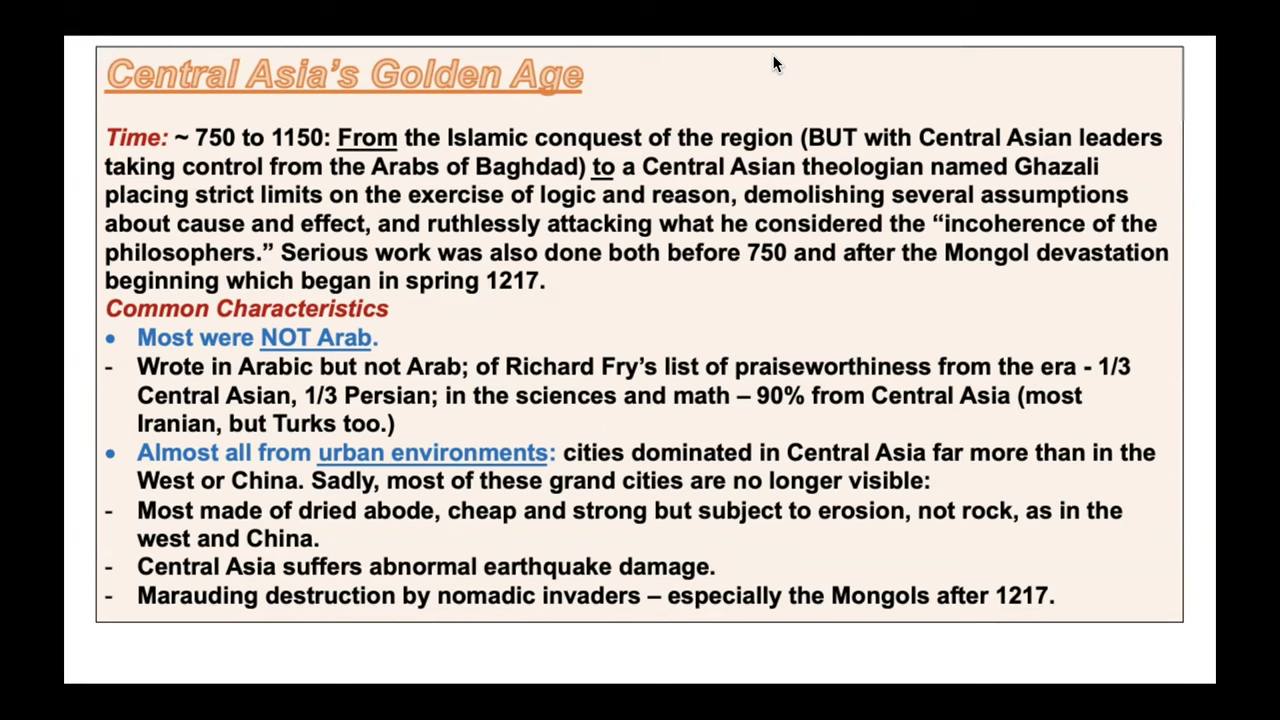 Central Asia's Golden Age
Time: ~ 750 to 1150: From the Islamic conquest of the region (BUT with Central Asian leaders
taking control from the Arabs of Baghdad) to a Central Asian theologian named Ghazali
placing strict limits on the exercise of logic and reason, demolishing several assumptions
about cause and effect, and ruthlessly attacking what he considered the “incoherence of the
philosophers.” Serious work was also done both before 750 and after the Mongol devastation
beginning which began in spring 1217.
Common Characteristics
• Most were NOT Arab.
- Wrote in Arabic but not Arab; of Richard Fry’s list of praiseworthiness from the era - 1/3
Central Asian, 1/3 Persian; in the sciences and math – 90% from Central Asia (most
Iranian, but Turks too.)
• Almost all from urban environments: cities dominated in Central Asia far more than in the
West or China. Sadly, most of these grand cities are no longer visible:
- Most made of dried abode, cheap and strong but subject to erosion, not rock, as in the
west and China.
- Central Asia suffers abnormal earthquake damage.
- Marauding destruction by nomadic invaders – especially the Mongols after 1217.